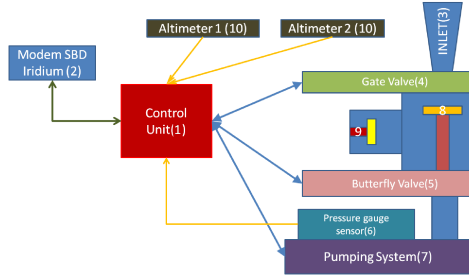 Altimeter 1 (10)
Altimeter 2 (10)
INLET(3)
Modem SBD
Iridium (2)
Gate Valve(4)
Control
Unit(1)
8
9
Butterfly Valve(5)
Pressure gauge
sensor(6)
Pumping System(7)